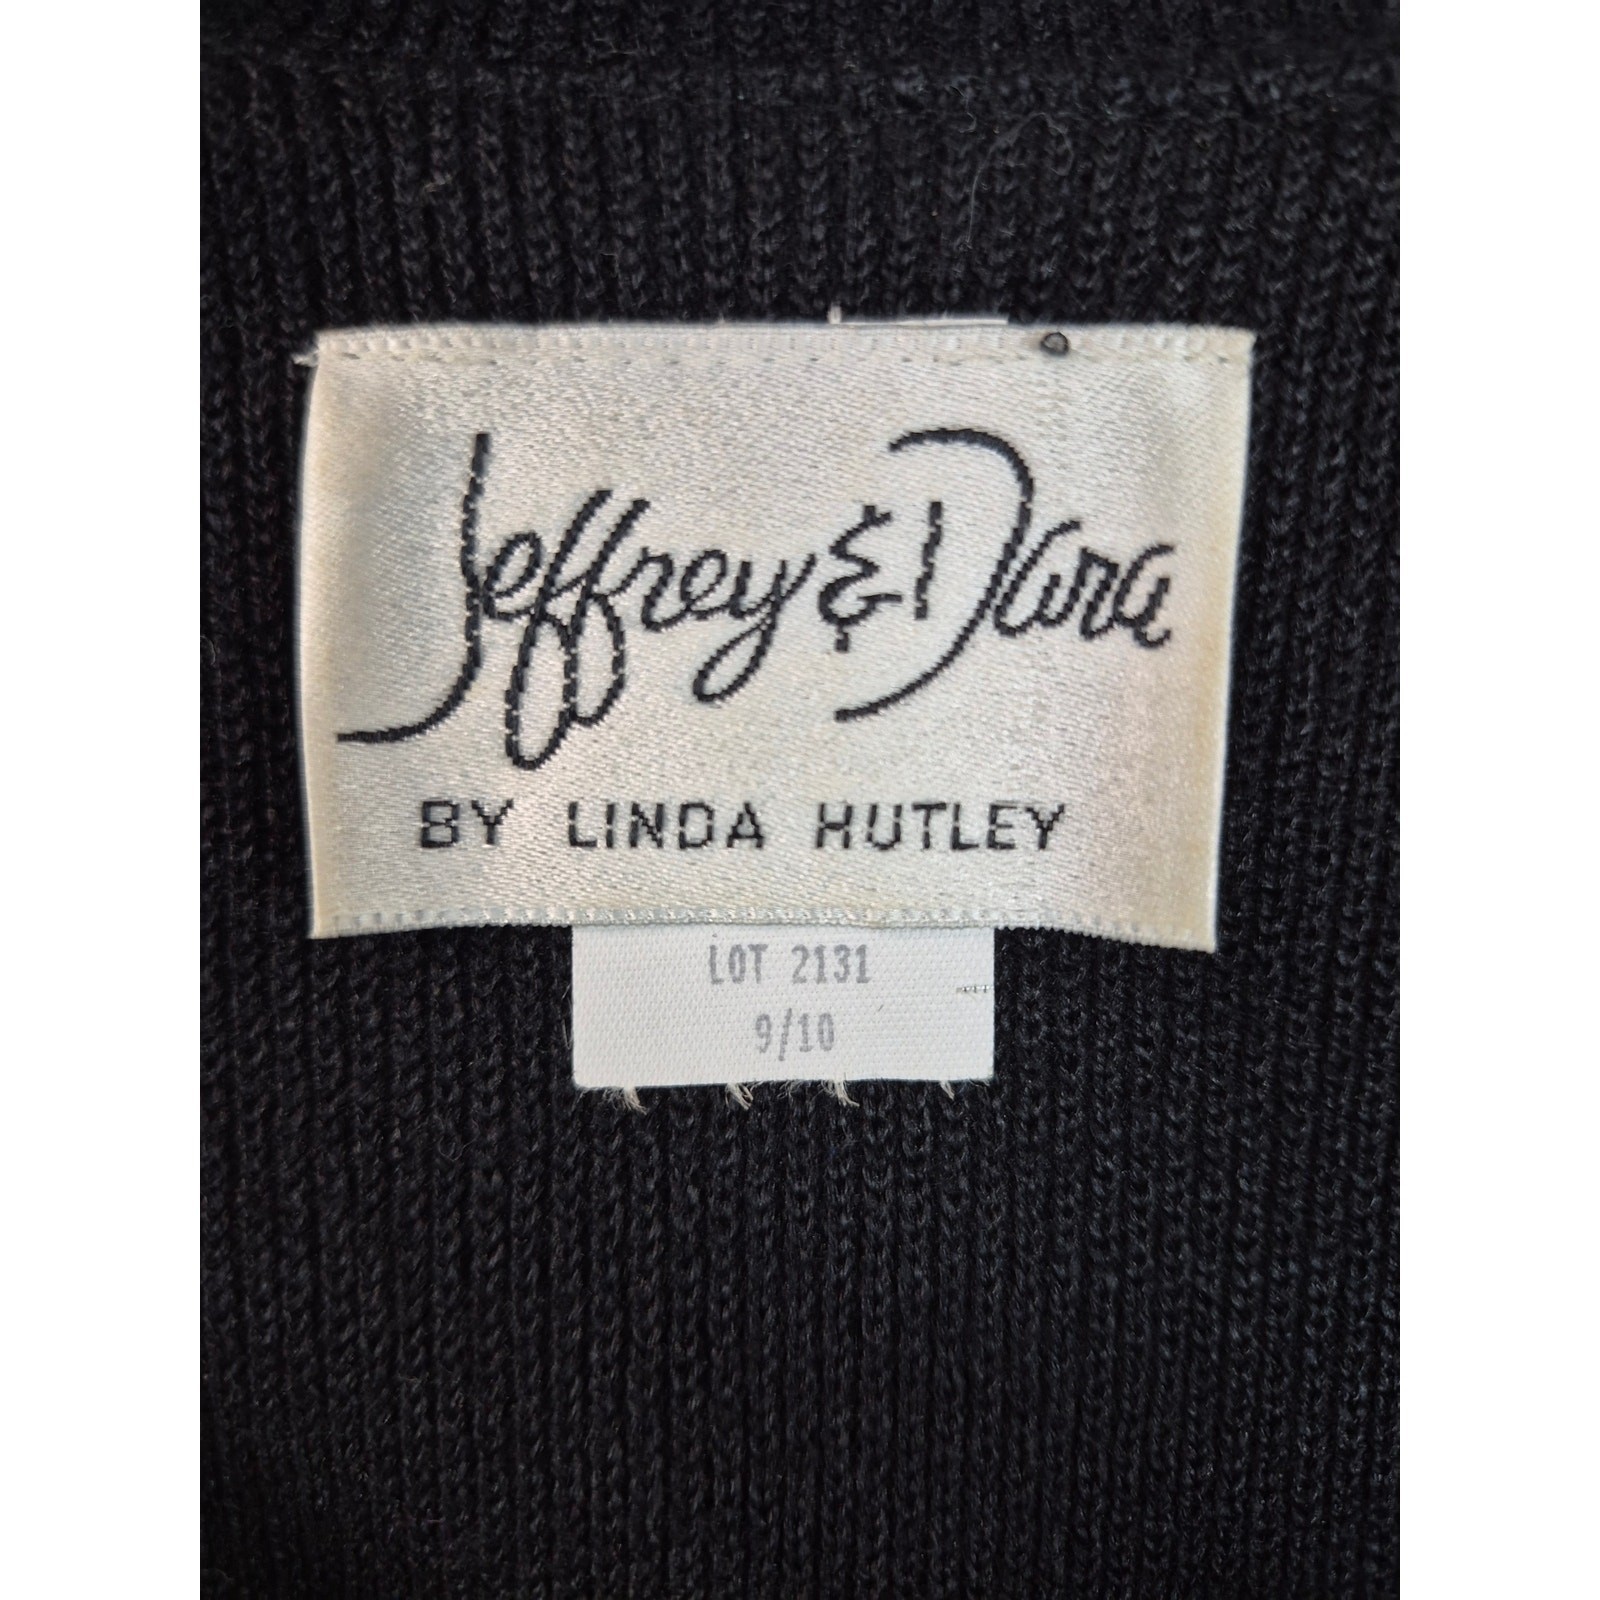 Jeffrey & Dara
BY LINDA HUTLEY
LOT 2131
9/10